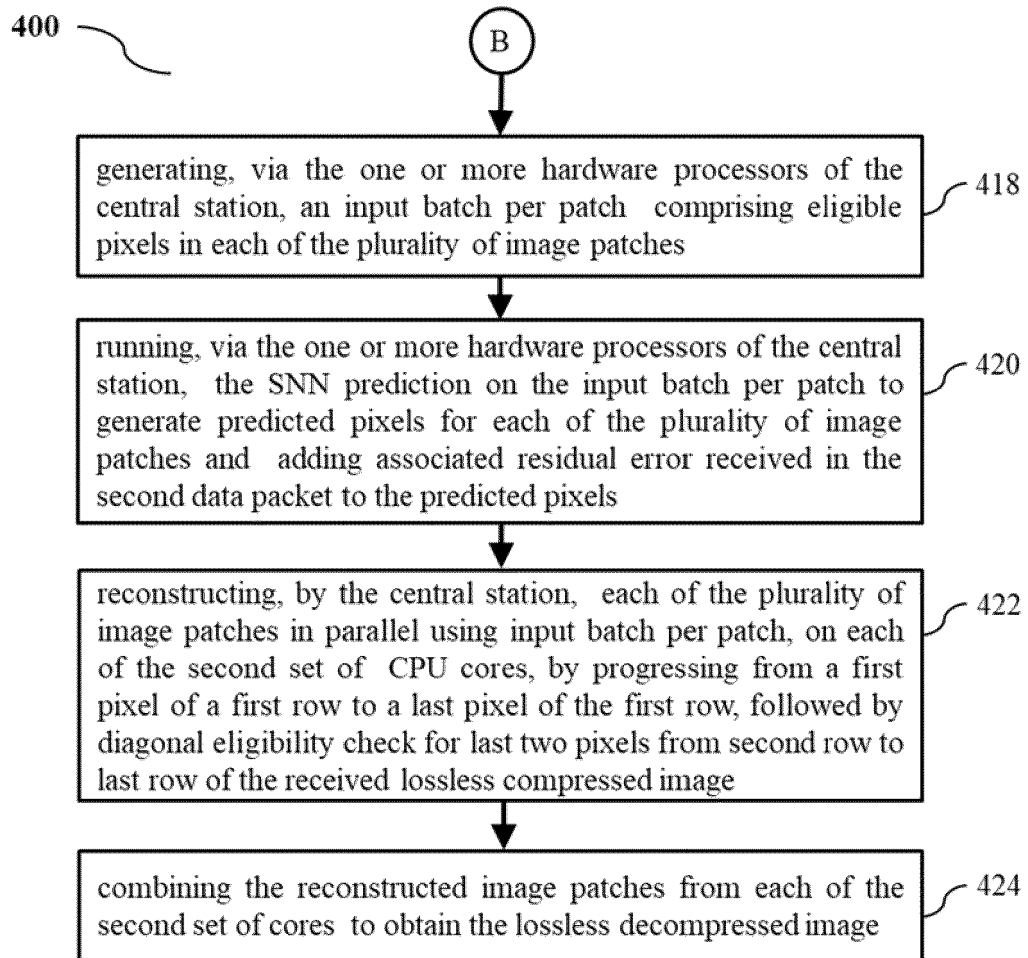 400
B
generating, via the one or more hardware processors of the
central station, an input batch per patch comprising eligible
pixels in each of the plurality of image patches
418
running, via the one or more hardware processors of the central
station, the SNN prediction on the input batch per patch to
generate predicted pixels for each of the plurality of image
patches and adding associated residual error received in the
second data packet to the predicted pixels
420
reconstructing, by the central station, each of the plurality of
image patches in parallel using input batch per patch, on each
of the second set of CPU cores, by progressing from a first
pixel of a first row to a last pixel of the first row, followed by
diagonal eligibility check for last two pixels from second row to
last row of the received lossless compressed image
422
combining the reconstructed image patches from each of the
second set of cores to obtain the lossless decompressed image
424